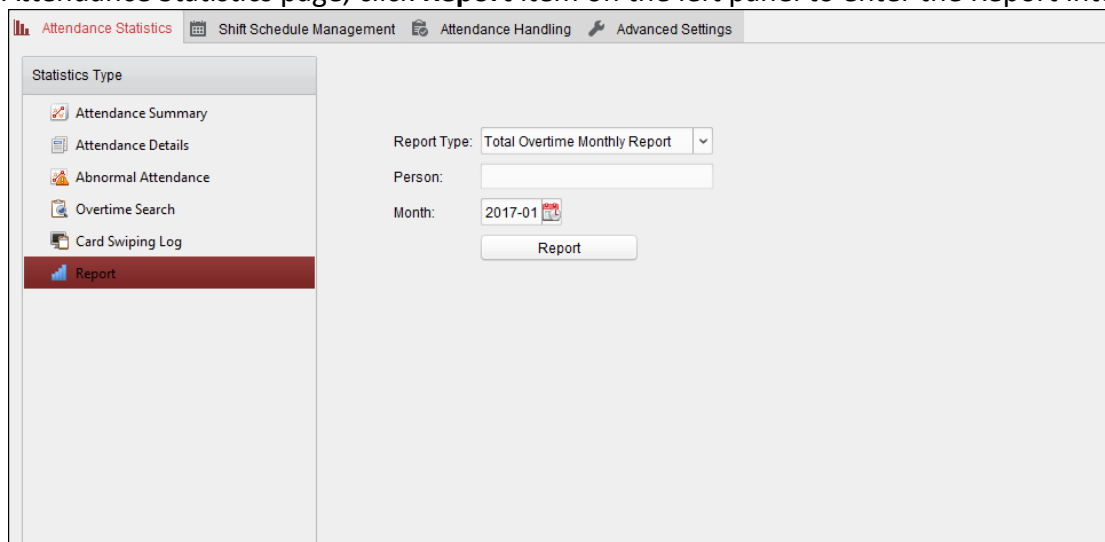 Attendance Statistics page, click Report item on the left panel to enter the Report
Attendance Statistics Shift Schedule Management Attendance Handling Advanced Settings
Statistics Type
Attendance Summary
Attendance Details
Abnormal Attendance
Overtime Search
Card Swiping Log
Report
Report Type: Total Overtime Monthly Report
Person:
Month: 2017-01
Report